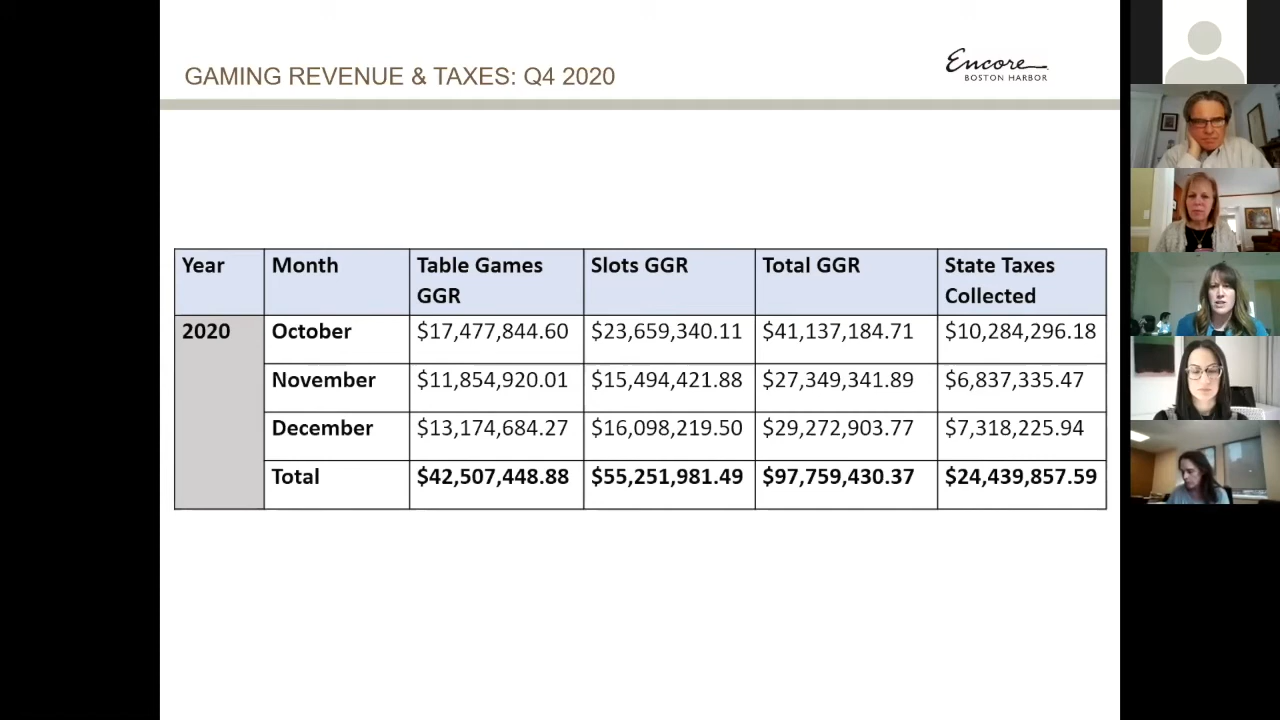 GAMING REVENUE & TAXES: Q4 2020
Encore
BOSTON HARBOR
Year Month Table Games GGR Slots GGR Total GGR State Taxes Collected
2020 October $17,477,844.60 $23,659,340.11 $41,137,184.71 $10,284,296.18
November $11,854,920.01 $15,494,421.88 $27,349,341.89 $6,837,335.47
December $13,174,684.27 $16,098,219.50 $29,272,903.77 $7,318,225.94
Total $42,507,448.88 $55,251,981.49 $97,759,430.37 $24,439,857.59